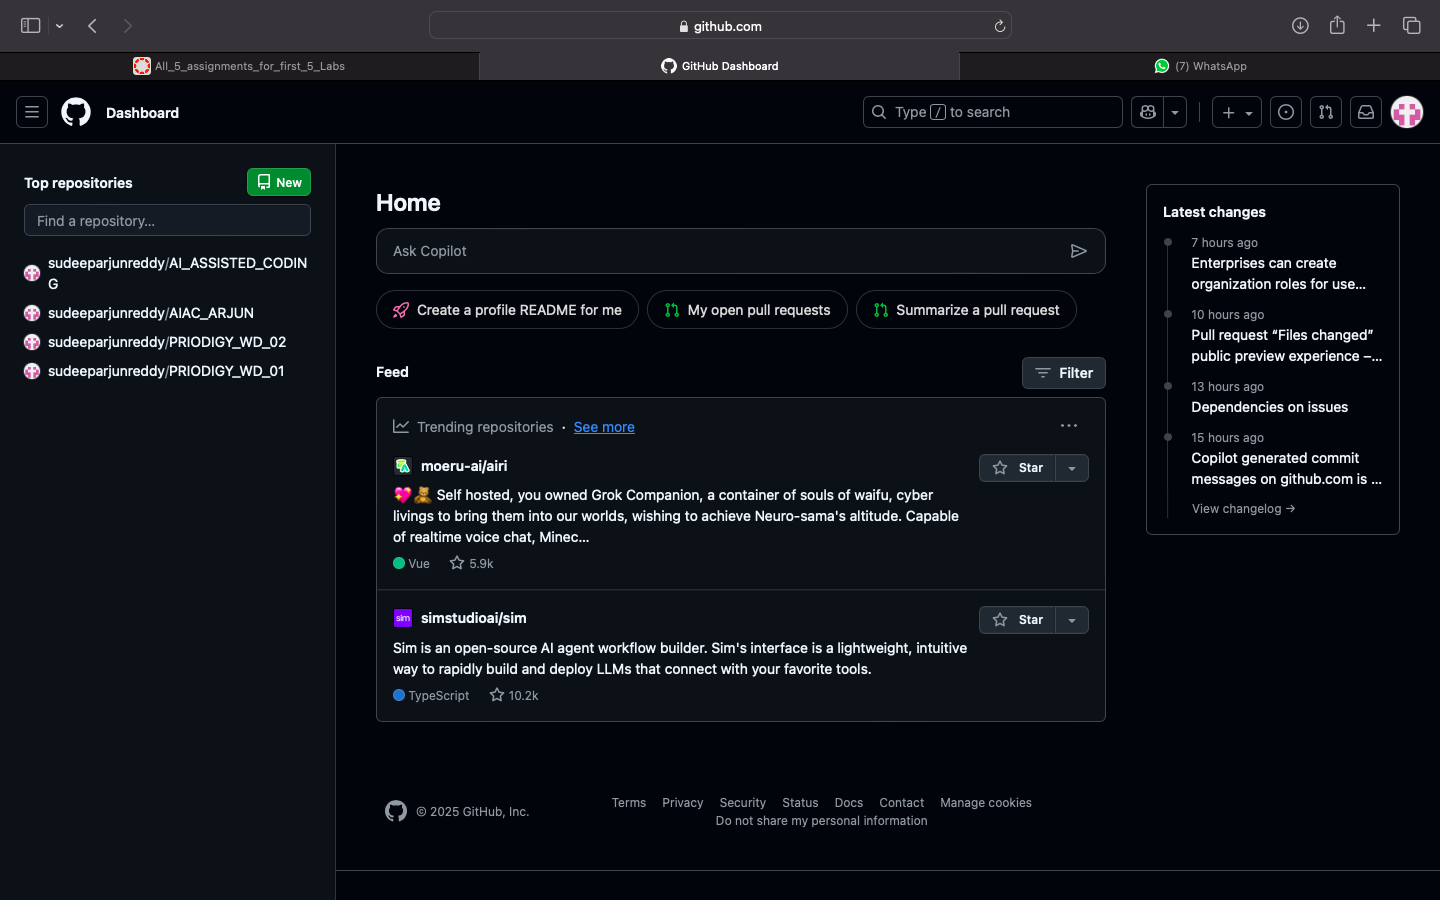 github.com
All_5_assignments_for_first_5_Labs
GitHub Dashboard
(7) WhatsApp
Dashboard
Type / to search
Top repositories
New
Find a repository...
sudeeparjunreddy/AI_ASSISTED_CODIN
G
sudeeparjunreddy/AIAC_ARJUN
sudeeparjunreddy/PRIODIGY_WD_02
sudeeparjunreddy/PRIODIGY_WD_01
Home
Ask Copilot
Create a profile README for me
My open pull requests
Summarize a pull request
Feed
Filter
Trending repositories · See more
moeru-ai/airi
Star
💖🧸 Self hosted, you owned Grok Companion, a container of souls of waifu, cyber
livings to bring them into our worlds, wishing to achieve Neuro-sama's altitude. Capable
of realtime voice chat, Minec...
Vue
5.9k
sim
simstudioai/sim
Star
Sim is an open-source AI agent workflow builder. Sim's interface is a lightweight, intuitive
way to rapidly build and deploy LLMs that connect with your favorite tools.
TypeScript
10.2k
Latest changes
7 hours ago
Enterprises can create
organization roles for use...
10 hours ago
Pull request “Files changed”
public preview experience –...
13 hours ago
Dependencies on issues
15 hours ago
Copilot generated commit
messages on github.com is ...
View changelog →
© 2025 GitHub, Inc.
Terms
Privacy
Security
Status
Docs
Contact
Manage cookies
Do not share my personal information